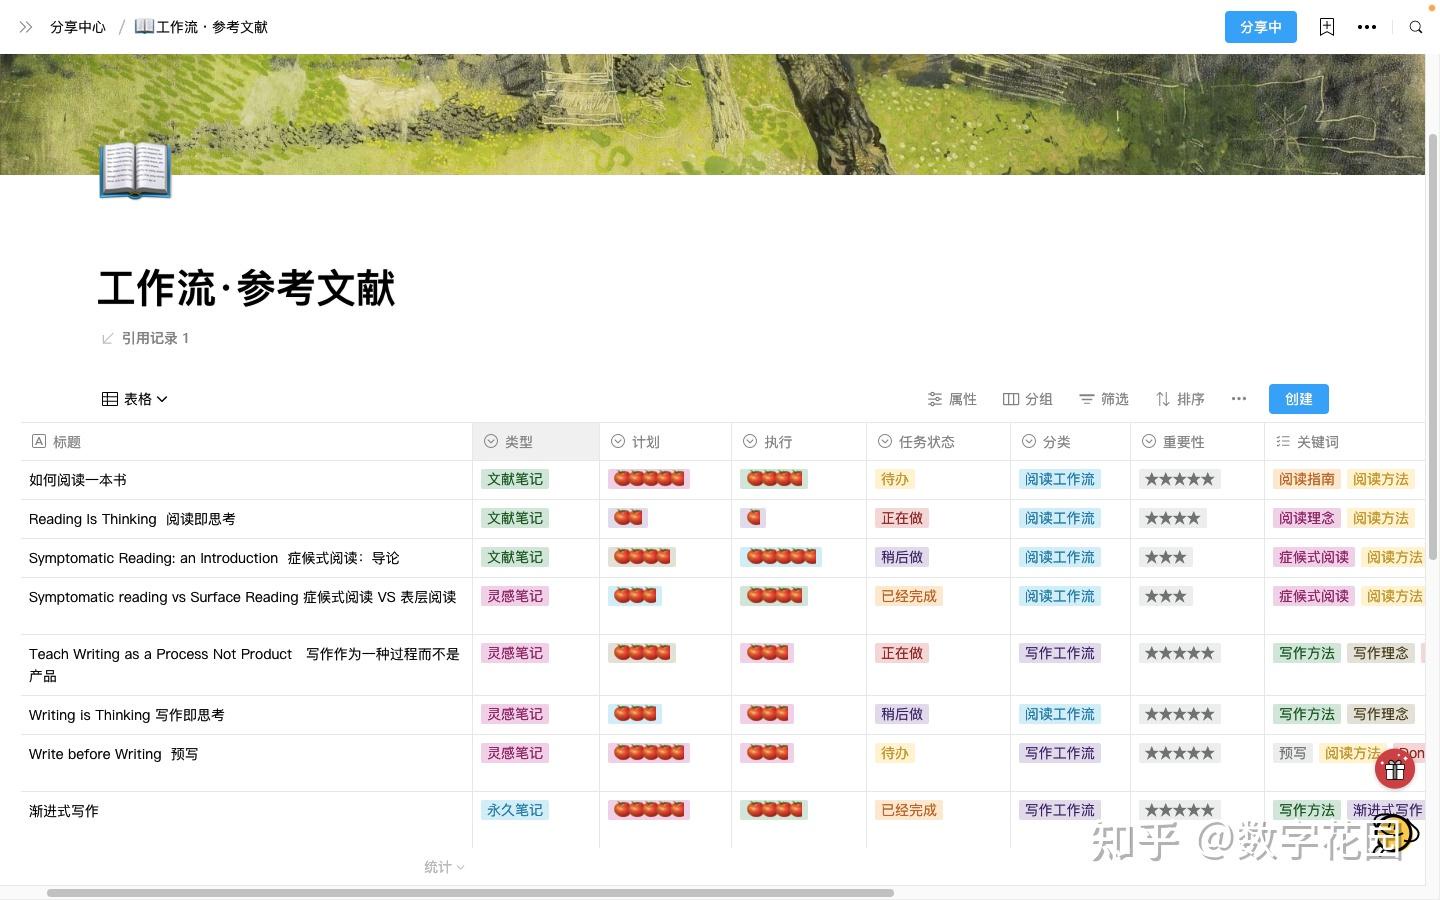 分享中心 / 📖工作流 · 参考文献 分享中
工作流·参考文献
引用记录 1
表格 属性 分组 筛选 排序 创建
标题 类型 计划 执行 任务状态 分类 重要性 关键词
如何阅读一本书 文献笔记 🍅🍅🍅🍅🍅 🍅🍅🍅🍅 待办 阅读工作流 ★★★★★ 阅读指南 阅读方法
Reading Is Thinking 阅读即思考 文献笔记 🍅🍅 🍅 正在做 阅读工作流 ★★★★ 阅读理念 阅读方法
Symptomatic Reading: an Introduction 症候式阅读：导论 文献笔记 🍅🍅🍅🍅 🍅🍅🍅🍅🍅 稍后做 阅读工作流 ★★★ 症候式阅读 阅读方法
Symptomatic reading vs Surface Reading 症候式阅读 VS 表层阅读 灵感笔记 🍅🍅🍅 🍅🍅🍅🍅 已经完成 阅读工作流 ★★★ 症候式阅读 阅读方法
Teach Writing as a Process Not Product 写作作为一种过程而不是 灵感笔记 🍅🍅🍅🍅 🍅🍅🍅 正在做 写作工作流 ★★★★★ 写作方法 写作理念
产品
Writing is Thinking 写作即思考 灵感笔记 🍅🍅🍅 🍅🍅🍅 稍后做 阅读工作流 ★★★★★ 写作方法 写作理念
Write before Writing 预写 灵感笔记 🍅🍅🍅🍅🍅 🍅🍅🍅 待办 写作工作流 ★★★★★ 预写 阅读方法 Don
渐进式写作 永久笔记 🍅🍅🍅🍅🍅 🍅🍅🍅🍅 已经完成 写作工作流 ★★★★★ 写作方法 渐进式写作
知乎 @数字花园
统计